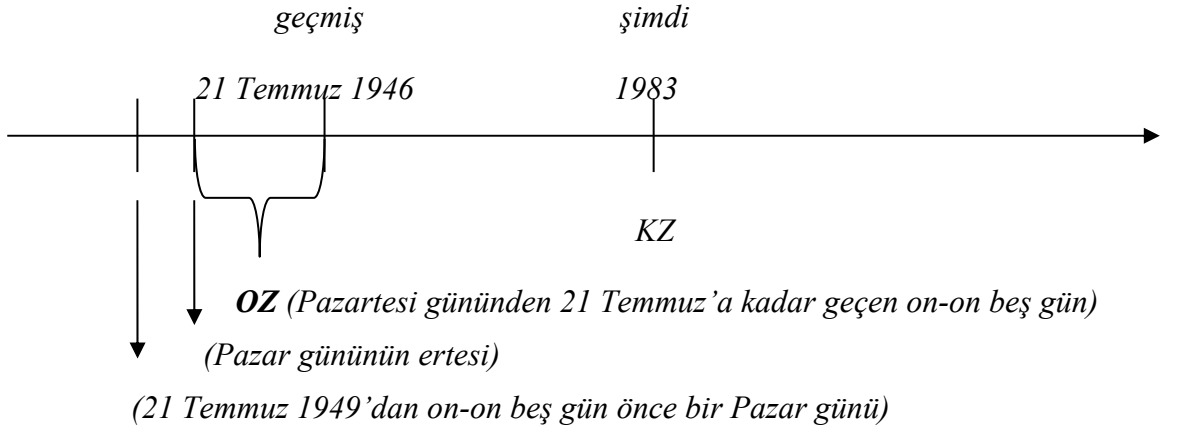 geçmiş şimdi
21 Temmuz 1946 1983
KZ
OZ (Pazartesi gününden 21 Temmuz’a kadar geçen on-on beş gün)
(Pazar gününün ertesi)
(21 Temmuz 1949’dan on-on beş gün önce bir Pazar günü)